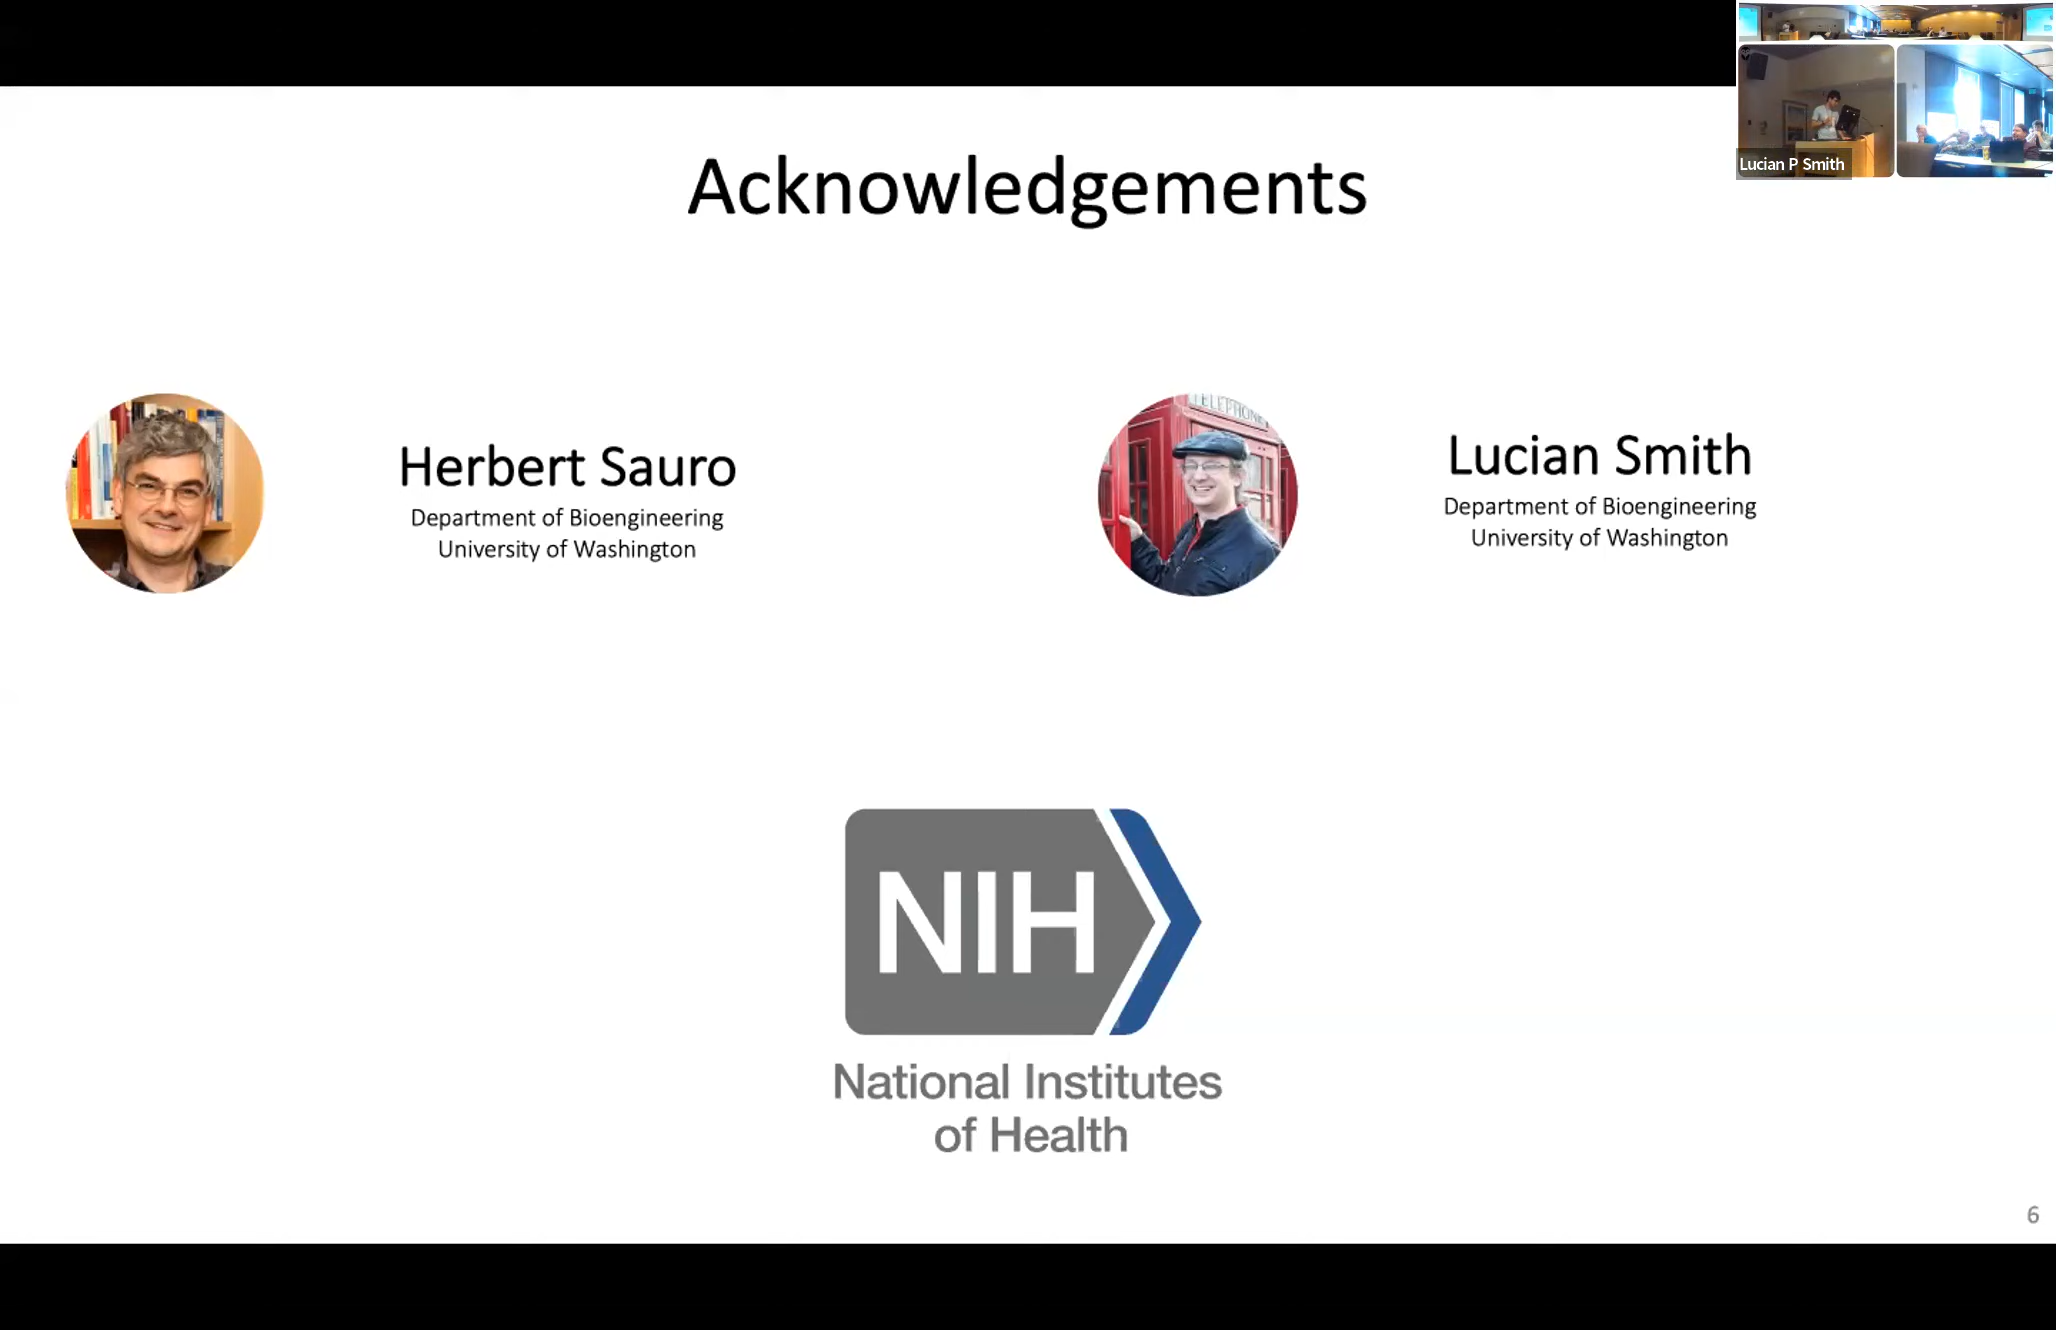 Acknowledgements
Lucian P Smith
TELEPHONE
Herbert Sauro
Department of Bioengineering
University of Washington
Lucian Smith
Department of Bioengineering
University of Washington
NIH
National Institutes
of Health
6